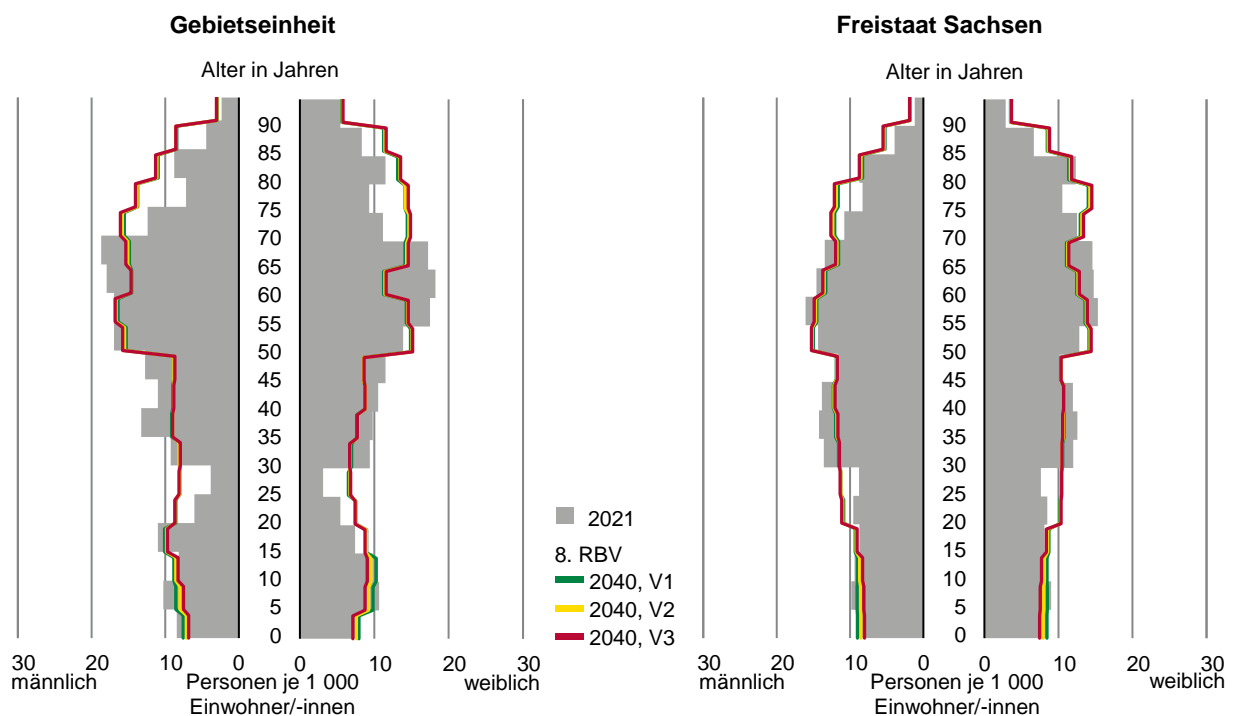 Gebietseinheit
Alter in Jahren
90
85
80
75
70
65
60
55
50
45
40
35
30
25
20
15
10
5
0
30 20 10 0 0 10 20 30
männlich Personen je 1 000 weiblich
Einwohner/-innen
2021
8. RBV
2040, V1
2040, V2
2040, V3
Freistaat Sachsen
Alter in Jahren
90
85
80
75
70
65
60
55
50
45
40
35
30
25
20
15
10
5
0
30 20 10 0 0 10 20 30
männlich Personen je 1 000 weiblich
Einwohner/-innen